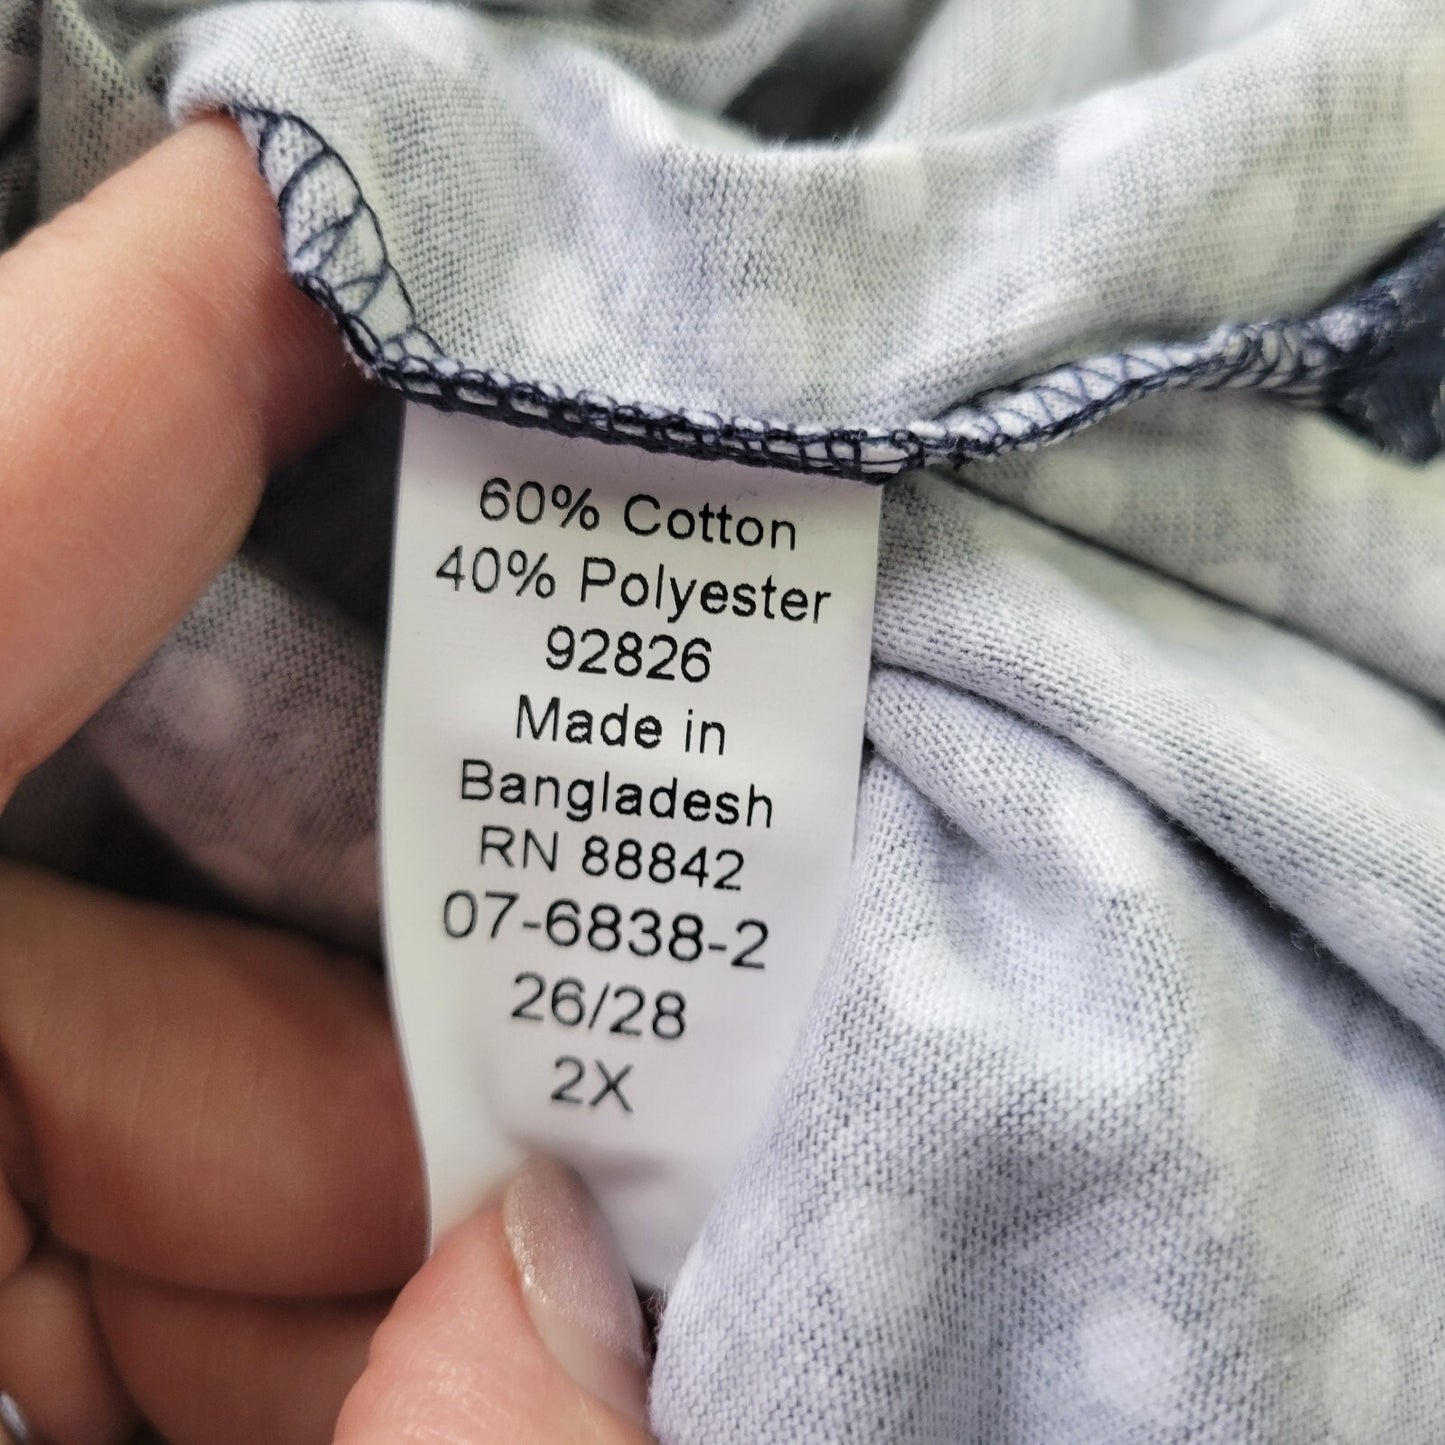 60% Cotton
40% Polyester
92826
Made in
Bangladesh
RN 88842
07-6838-2
26/28
2X